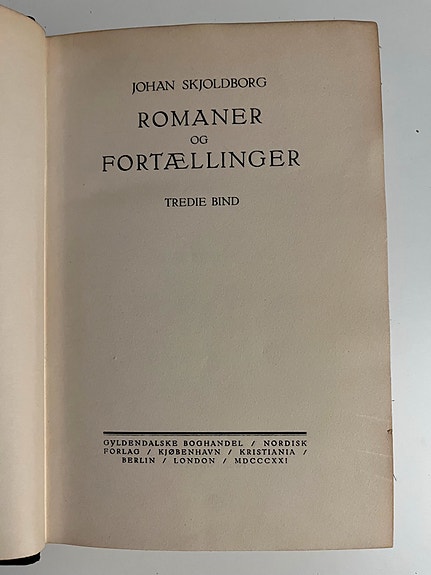 JOHAN SKJOLDBORG
ROMANER
OG
FORTÆLLINGER
TREDIE BIND
GYLDENDALSKE BOGHANDEL / NORDISK
FORLAG / KJØBENHAVN / KRISTIANIA /
BERLIN / LONDON / MDCCCXXI